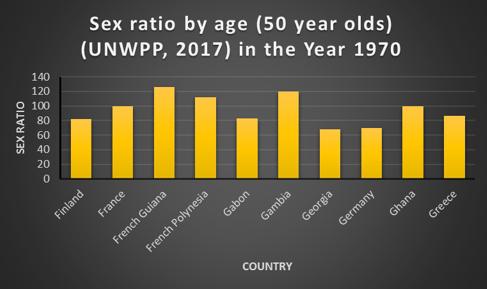 Sex ratio by age (50 year olds)
(UNWPP, 2017) in the Year 1970
SEX RATIO
140
120
100
80
60
40
20
0
Finland
France
French Guiana
French Polynesia
Gabon
Gambia
Georgia
Germany
Ghana
Greece
COUNTRY